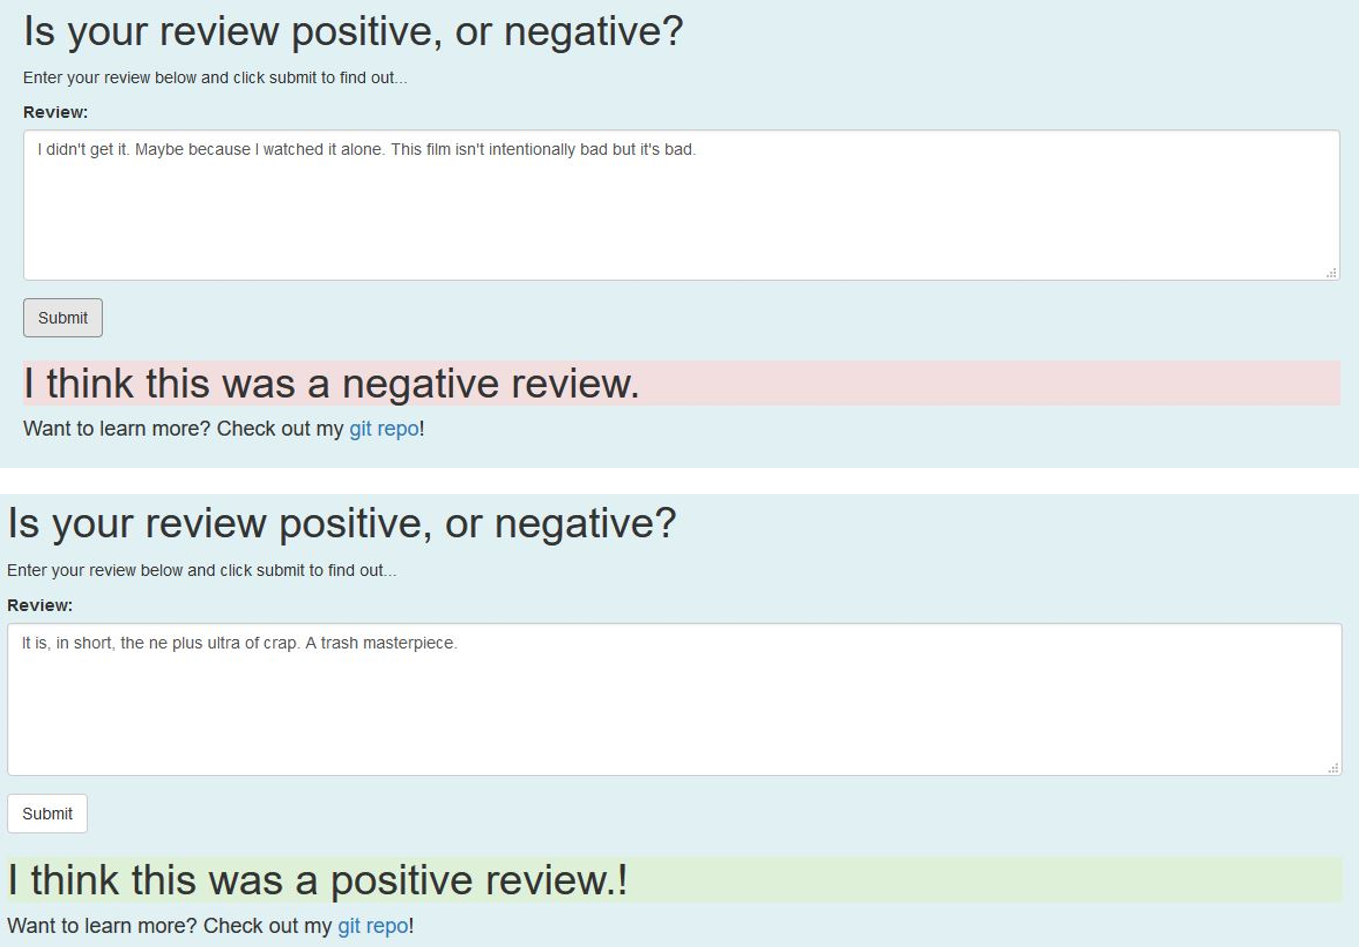 Is your review positive, or negative?
Enter your review below and click submit to find out...
Review:
I didn't get it. Maybe because I watched it alone. This film isn't intentionally bad but it's bad.
Submit
I think this was a negative review.
Want to learn more? Check out my git repo!
Is your review positive, or negative?
Enter your review below and click submit to find out...
Review:
It is, in short, the ne plus ultra of crap. A trash masterpiece.
Submit
I think this was a positive review.!
Want to learn more? Check out my git repo!